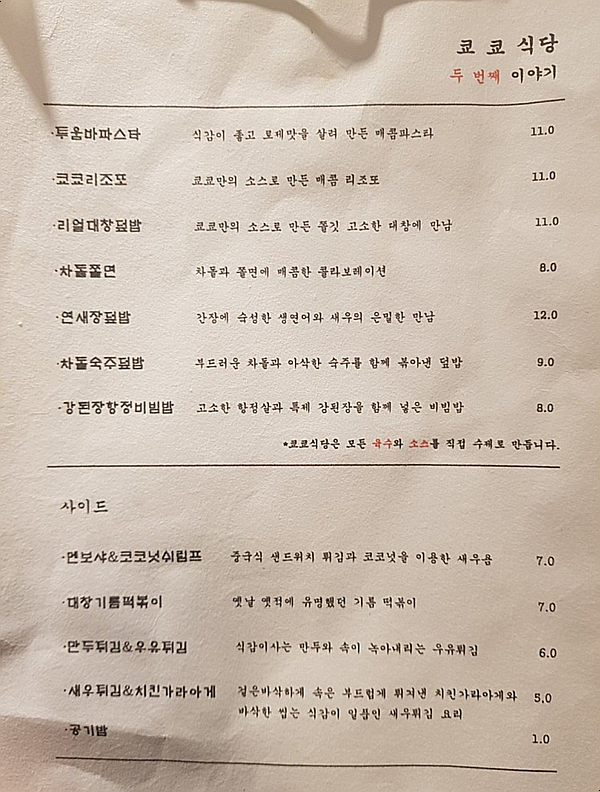 쿄쿄식당
두 번째 이야기
·투움바파스타 식감이 좋고 로제맛을 살려 만든 매콤파스타 11.0
·쿄쿄리조또 쿄쿄만의 소스로 만든 매콤 리조또 11.0
·리얼대창덮밥 쿄쿄만의 소스로 만든 쫄깃 고소한 대창에 만남 11.0
·차돌쫄면 차돌과 쫄면에 매콤한 콜라보레이션 8.0
·연새장덮밥 간장에 숙성한 생연어와 새우의 은밀한 만남 12.0
·차돌숙주덮밥 부드러운 차돌과 아삭한 숙주를 함께 볶아낸 덮밥 9.0
·강된장항정비빔밥 고소한 항정살과 특제 강된장을 함께 넣은 비빔밥 8.0
*쿄쿄식당은 모든 육수와 소스를 직접 수제로 만듭니다.
사이드
·멘보샤&코코넛쉬림프 중국식 샌드위치 튀김과 코코넛을 이용한 새우음 7.0
·대창기름떡볶이 옛날 옛적에 유명했던 기름 떡볶이 7.0
·만두튀김&우유튀김 식감이사는 만두와 속이 녹아내리는 우유튀김 6.0
·새우튀김&치킨가라아게 겉은바삭하게 속은 부드럽게 튀겨낸 치킨가라아게와 5.0
바삭한 씹는 식감이 일품인 새우튀김 요리
·공기밥 1.0